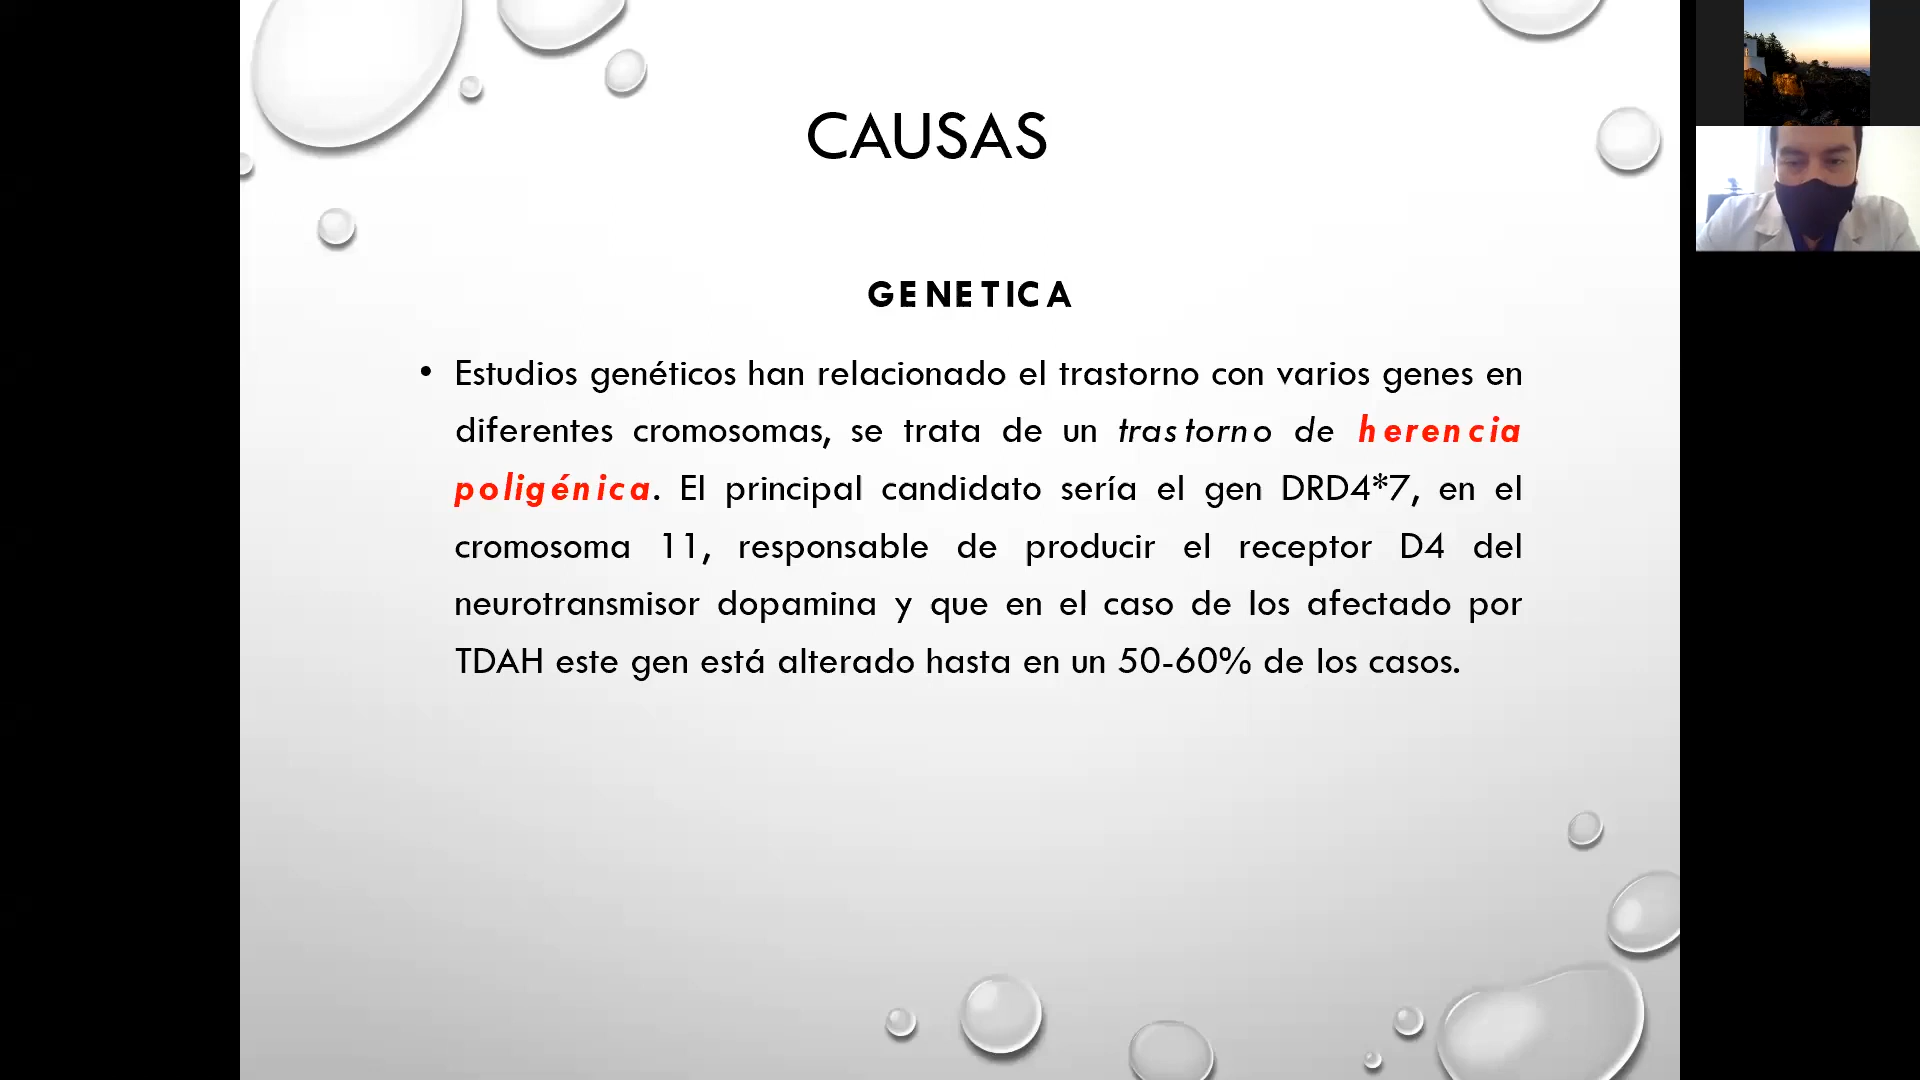 CAUSAS
GENETICA
• Estudios genéticos han relacionado el trastorno con varios genes en
diferentes cromosomas, se trata de un trastorno de herencia
poligénica. El principal candidato sería el gen DRD4*7, en el
cromosoma 11, responsable de producir el receptor D4 del
neurotransmisor dopamina y que en el caso de los afectado por
TDAH este gen está alterado hasta en un 50-60% de los casos.